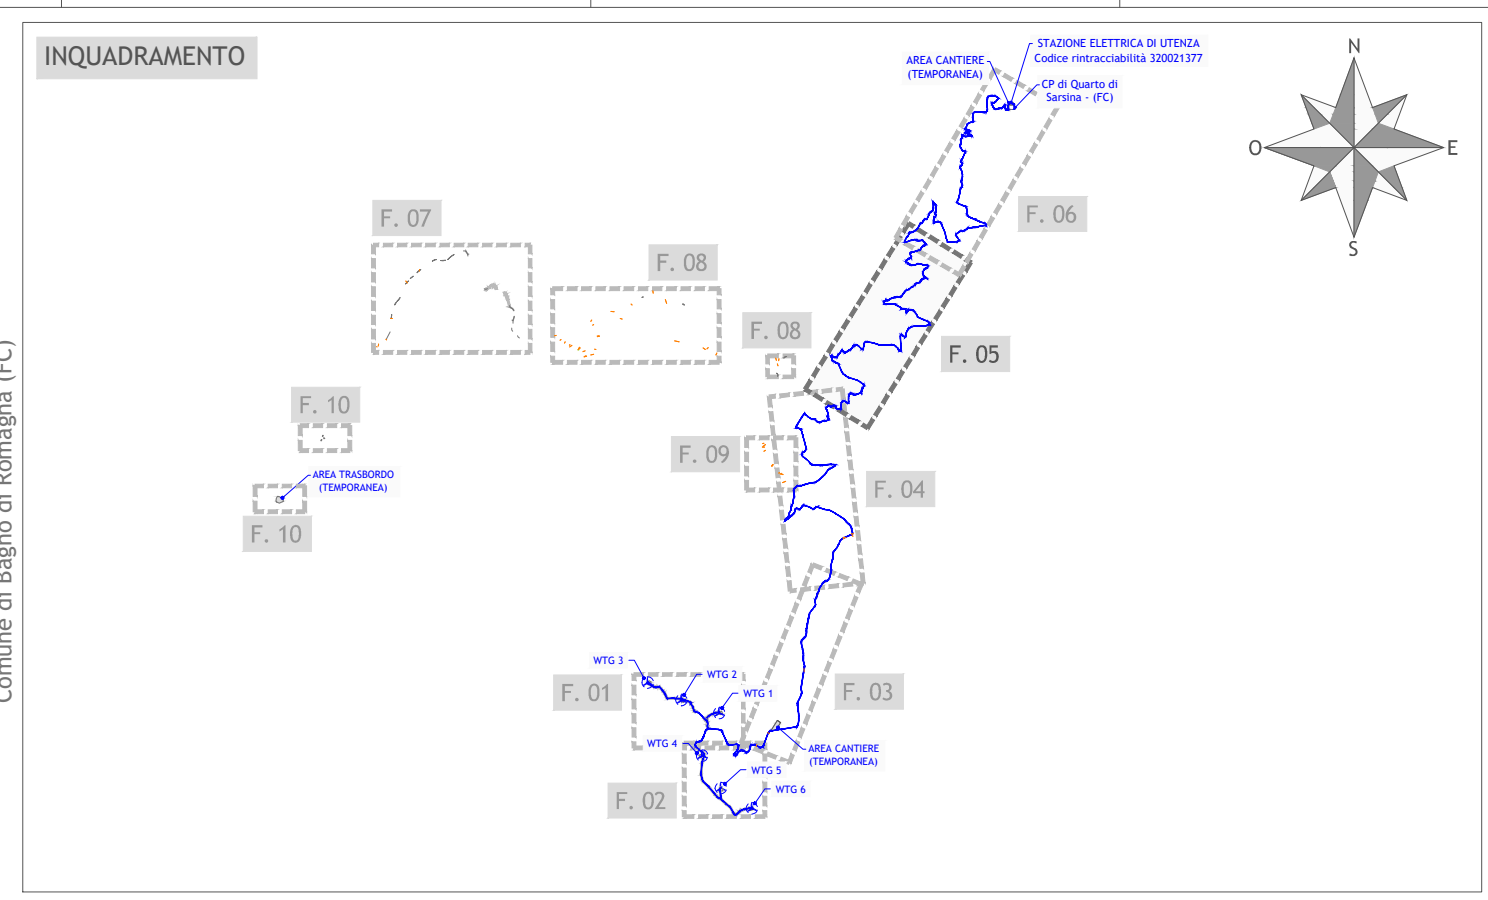 INQUADRAMENTO
STAZIONE ELETTRICA DI UTENZA
Codice rintracciabilità 320021377
AREA CANTIERE
(TEMPORANEA)
CP di Quarto di
Sarsina - (FC)
N
O
E
S
F. 07
F. 06
F. 08
F. 08
F. 05
F. 10
F. 09
AREA TRASBORDO
(TEMPORANEA)
F. 04
F. 10
Comune di Bagno di Romagna (FC)
WTG 3
WTG 2
F. 01
WTG 1
F. 03
WTG 4
AREA CANTIERE
(TEMPORANEA)
WTG 5
WTG 6
F. 02